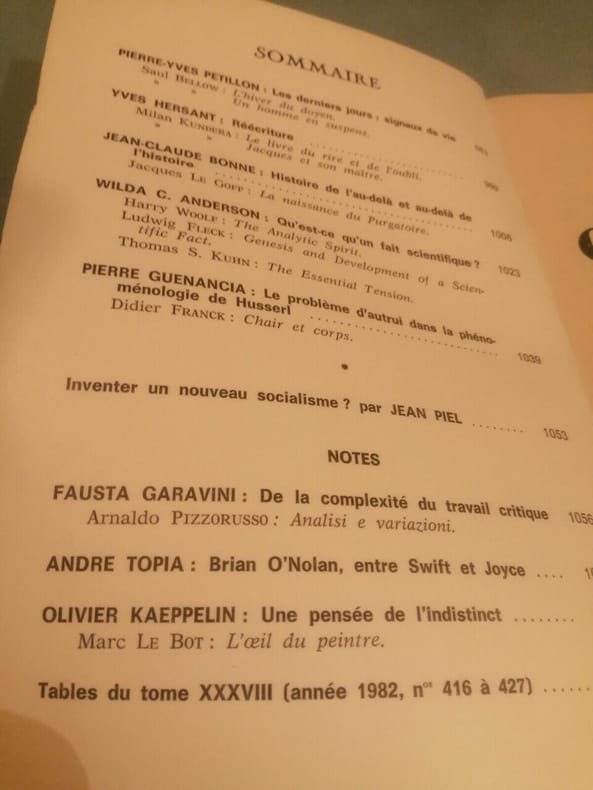 SOMMAIRE
PIERRE-YVES PETILLON : Les derniers jours : signaux de vie
Saul BELLOW : L'hiver du doyen.
" " Un homme en suspens.
YVES HERSANT : Réécriture ..................
Milan KUNDERA : Le livre du rire et de l'oubli.
" " Jacques et son maître.
JEAN-CLAUDE BONNE : Histoire de l'au-delà et au-delà de
l'histoire .................. 1006
Jacques LE GOFF : La naissance du Purgatoire.
WILDA C. ANDERSON : Qu'est-ce qu'un fait scientifique ? 1023
Harry WOOLF : The Analytic Spirit.
Ludwig FLECK : Genesis and Development of a Scien-
tific Fact.
Thomas S. KUHN : The Essential Tension.
PIERRE GUENANCIA : Le problème d'autrui dans la phéno-
ménologie de Husserl .................. 1039
Didier FRANCK : Chair et corps.
•
Inventer un nouveau socialisme ? par JEAN PIEL ........ 1053
NOTES
FAUSTA GARAVINI : De la complexité du travail critique 1056
Arnaldo PIZZORUSSO : Analisi e variazioni.
ANDRE TOPIA : Brian O'Nolan, entre Swift et Joyce ....
OLIVIER KAEPPELIN : Une pensée de l'indistinct ........
Marc LE BOT : L'œil du peintre.
Tables du tome XXXVIII (année 1982, nos 416 à 427) ......